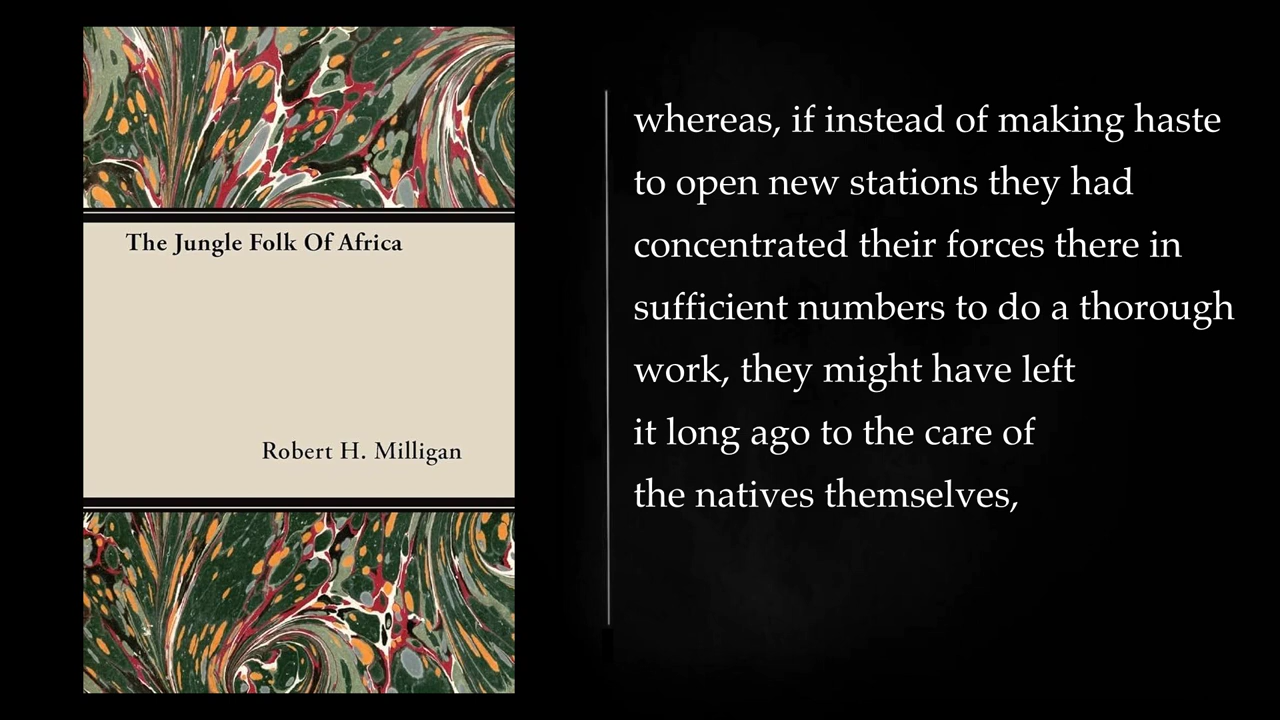 The Jungle Folk Of Africa
Robert H. Milligan
whereas, if instead of making haste
to open new stations they had
concentrated their forces there in
sufficient numbers to do a thorough
work, they might have left
it long ago to the care of
the natives themselves,